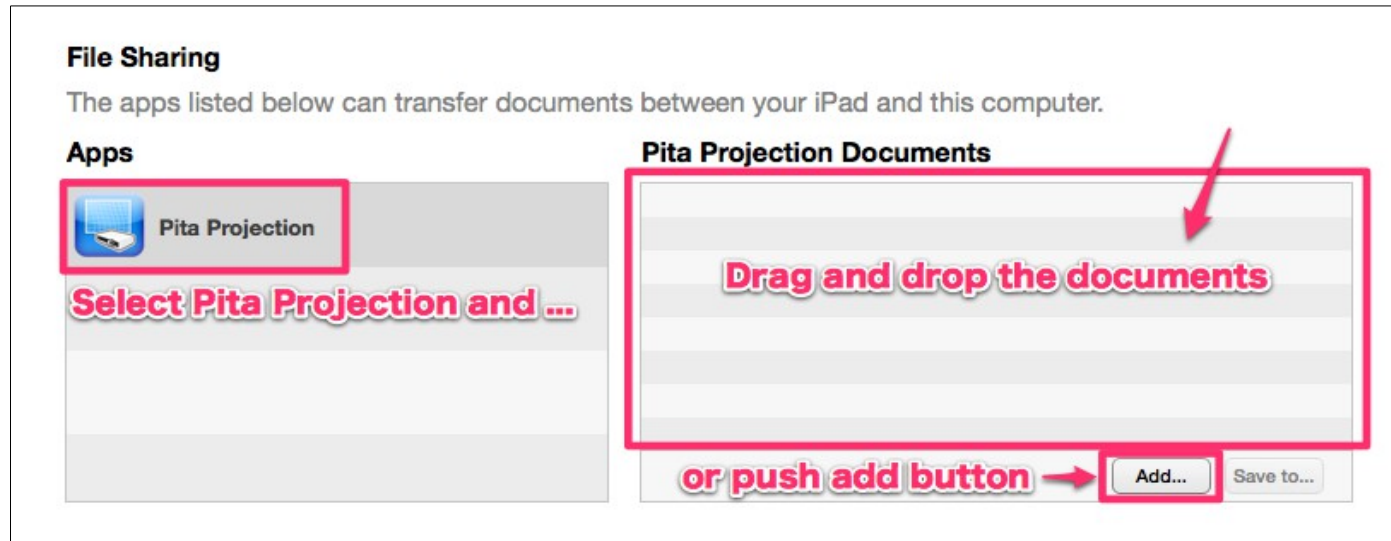 File Sharing
The apps listed below can transfer documents between your iPad and this computer.
Apps
Pita Projection
Select Pita Projection and ...
Pita Projection Documents
Drag and drop the documents
or push add button
Add...
Save to...